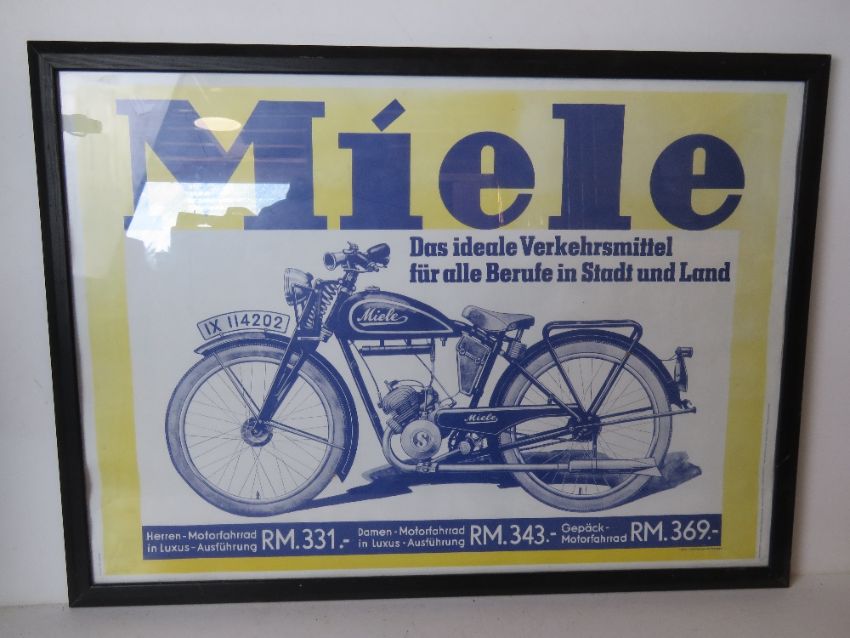 Miele
Das ideale Verkehrsmittel
für alle Berufe in Stadt und Land
IX 114202
Miele
Miele
S
Herren-Motorfahrrad
in Luxus-Ausführung RM.331.-
Damen-Motorfahrrad
in Luxus-Ausführung RM.343.-
Gepäck-
Motorfahrrad RM.369.-